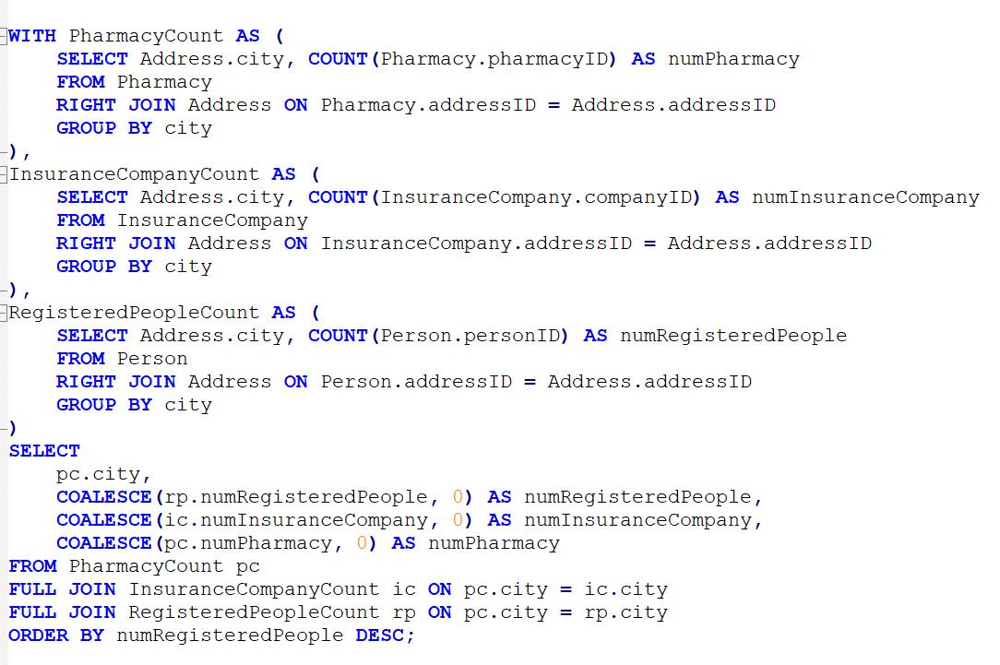 WITH PharmacyCount AS (
    SELECT Address.city, COUNT(Pharmacy.pharmacyID) AS numPharmacy
    FROM Pharmacy
    RIGHT JOIN Address ON Pharmacy.addressID = Address.addressID
    GROUP BY city
),
InsuranceCompanyCount AS (
    SELECT Address.city, COUNT(InsuranceCompany.companyID) AS numInsuranceCompany
    FROM InsuranceCompany
    RIGHT JOIN Address ON InsuranceCompany.addressID = Address.addressID
    GROUP BY city
),
RegisteredPeopleCount AS (
    SELECT Address.city, COUNT(Person.personID) AS numRegisteredPeople
    FROM Person
    RIGHT JOIN Address ON Person.addressID = Address.addressID
    GROUP BY city
)
SELECT
    pc.city,
    COALESCE(rp.numRegisteredPeople, 0) AS numRegisteredPeople,
    COALESCE(ic.numInsuranceCompany, 0) AS numInsuranceCompany,
    COALESCE(pc.numPharmacy, 0) AS numPharmacy
FROM PharmacyCount pc
FULL JOIN InsuranceCompanyCount ic ON pc.city = ic.city
FULL JOIN RegisteredPeopleCount rp ON pc.city = rp.city
ORDER BY numRegisteredPeople DESC;